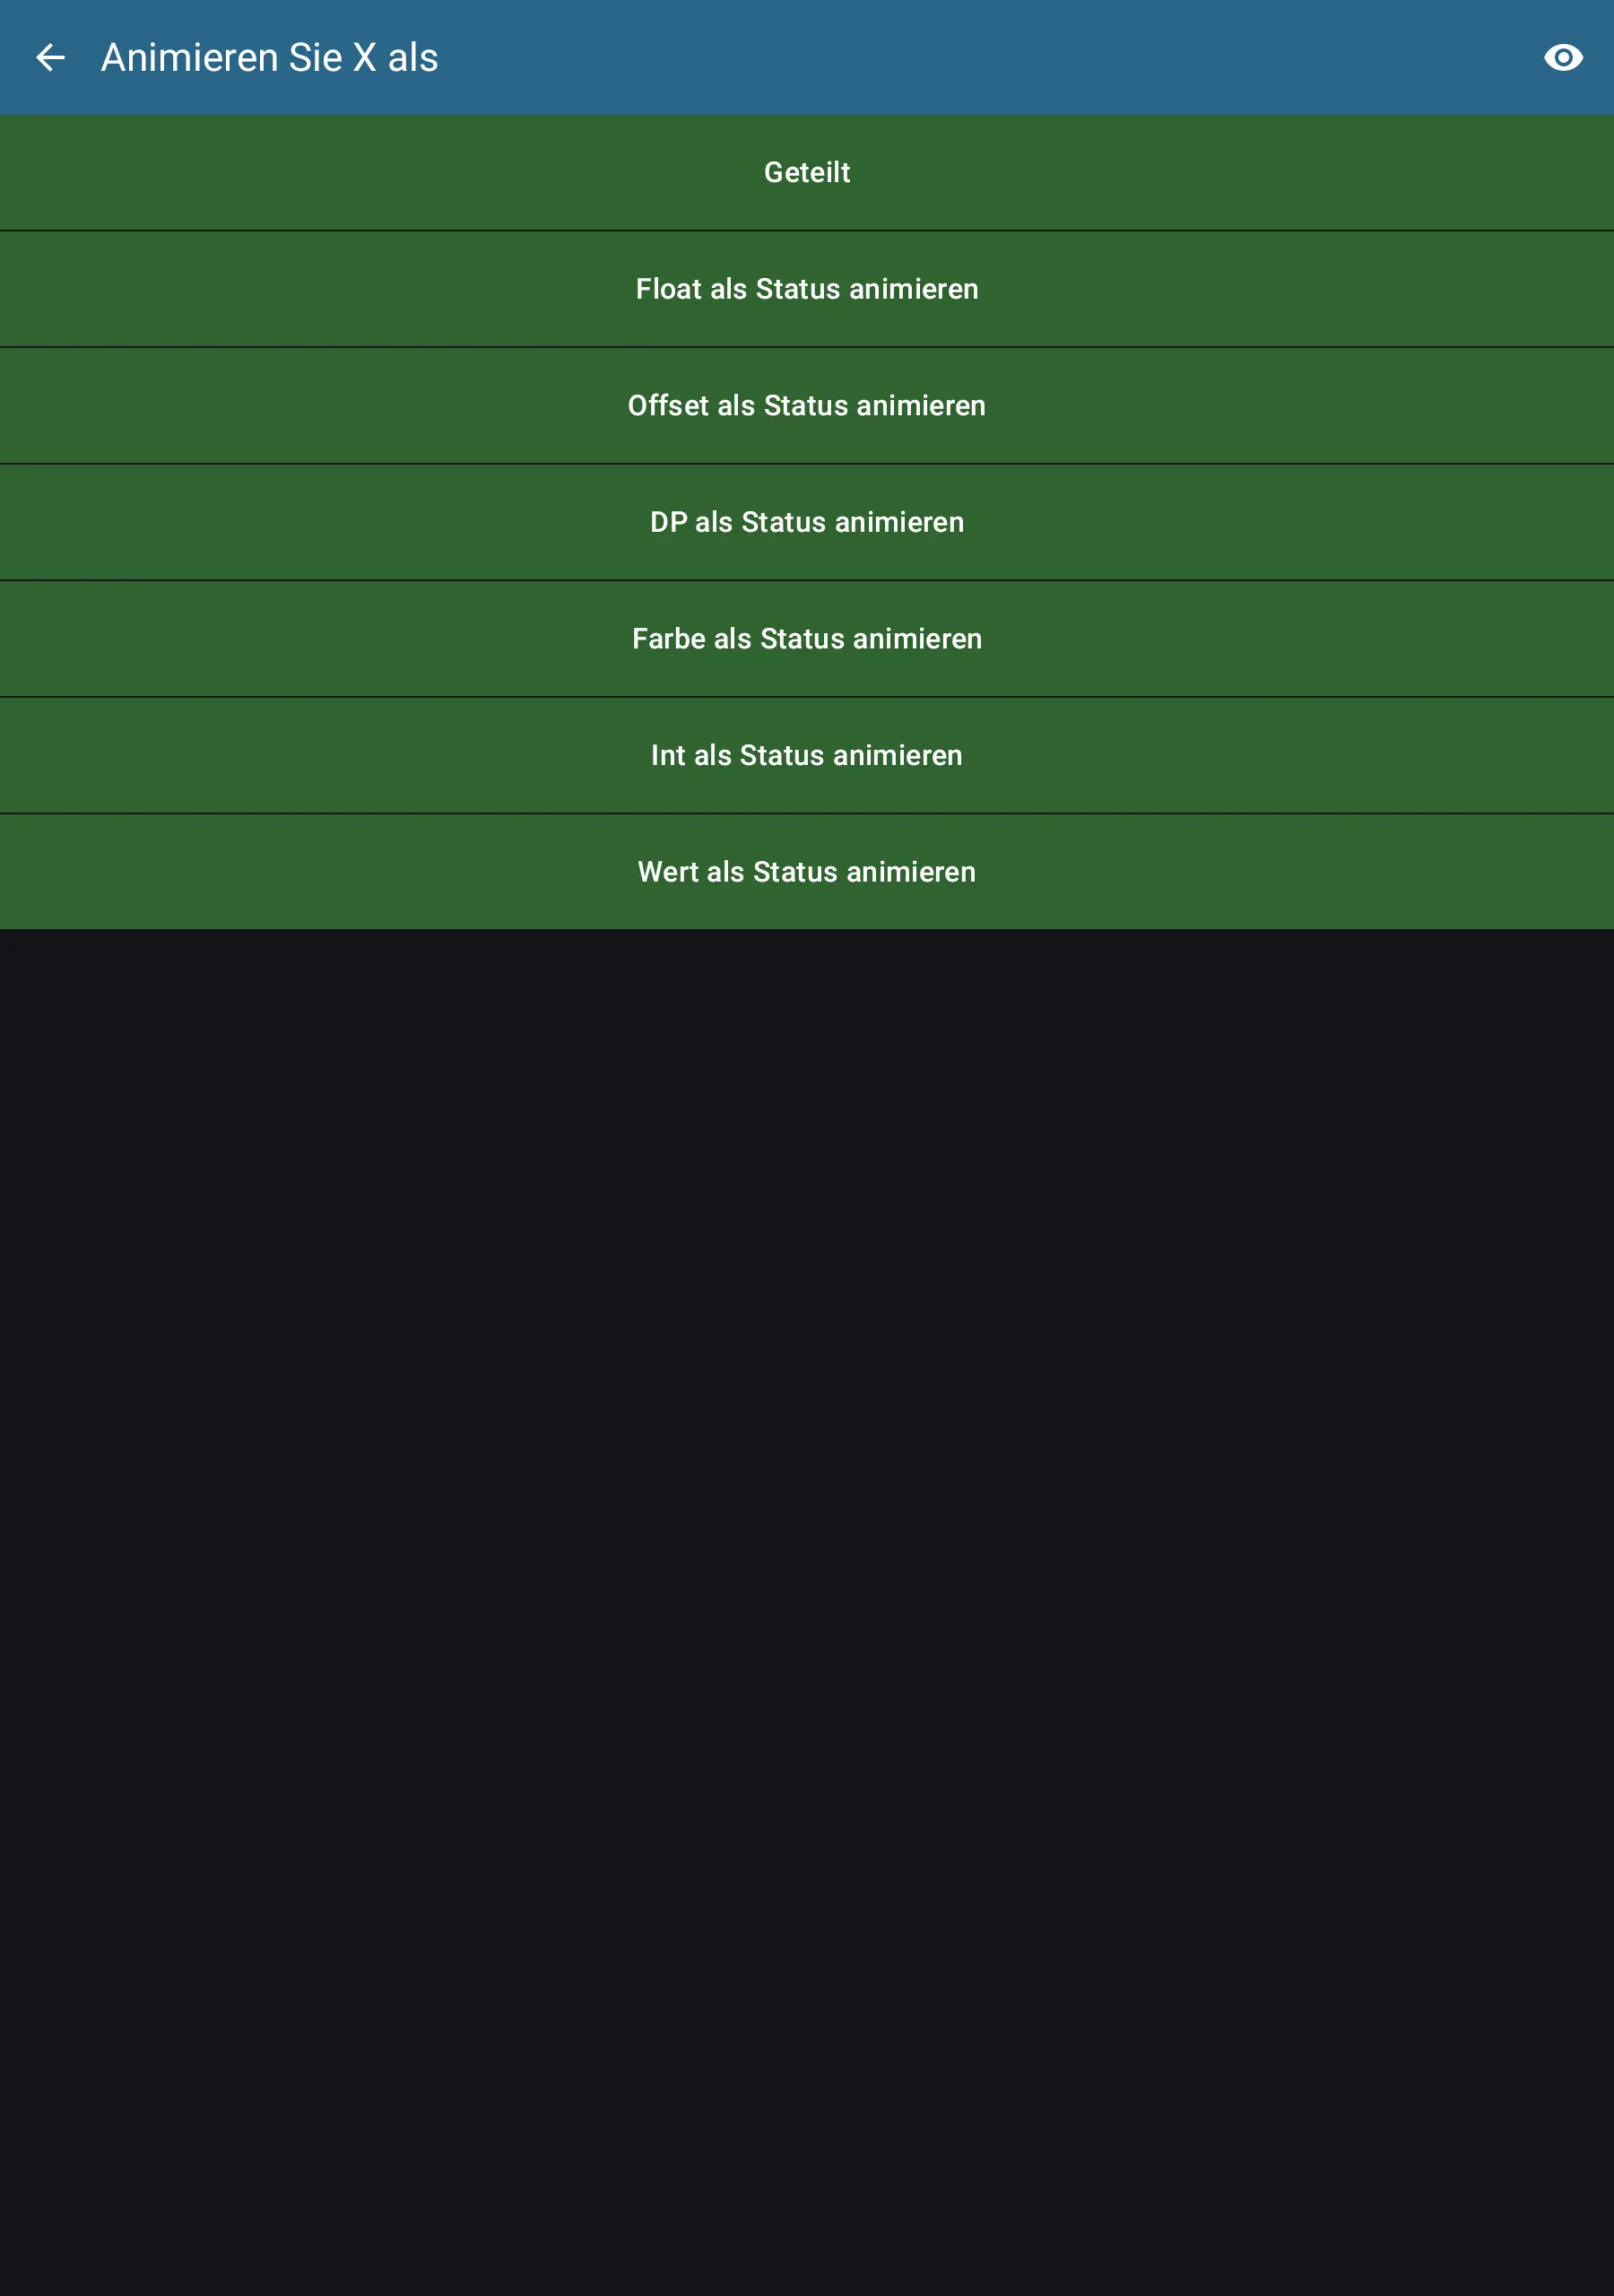 Animieren Sie X als
Geteilt
Float als Status animieren
Offset als Status animieren
DP als Status animieren
Farbe als Status animieren
Int als Status animieren
Wert als Status animieren